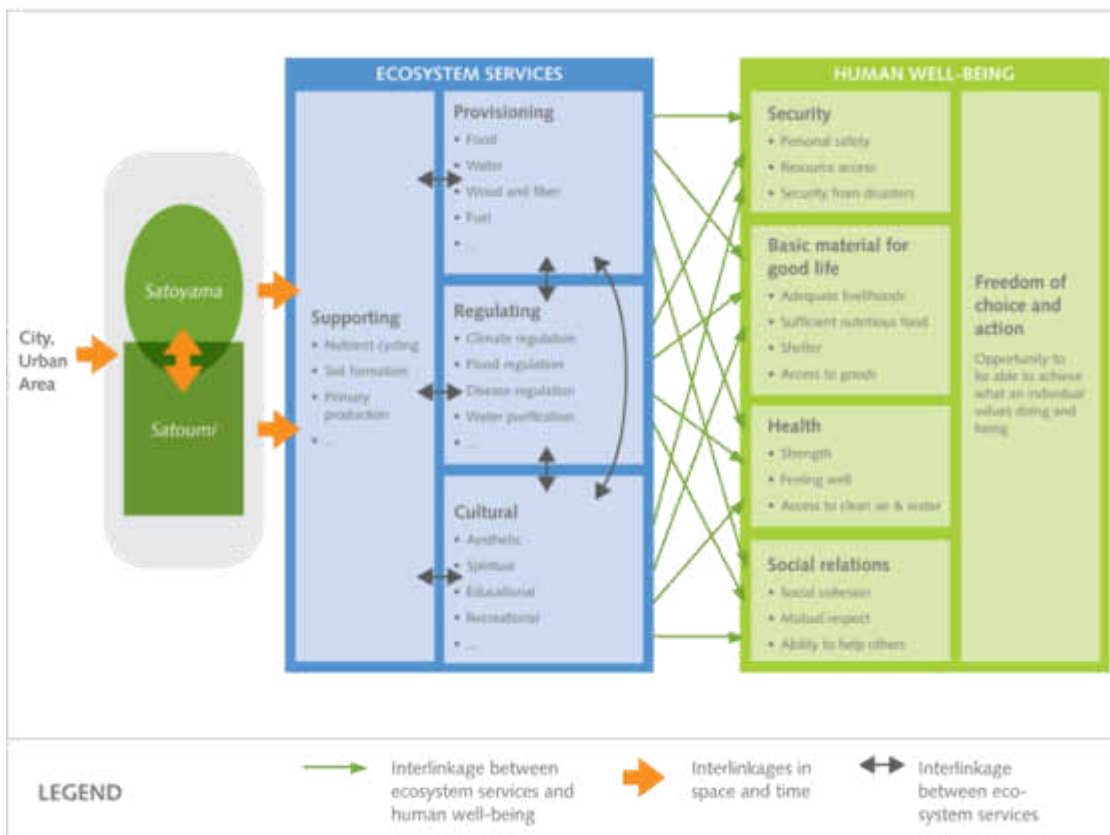 City,
Urban
Area
Satoyama
Satoumi
ECOSYSTEM SERVICES
Supporting
• Nutrient cycling
• Soil formation
• Primary
production
• ...
Provisioning
• Food
• Water
• Wood and fiber
• Fuel
• ...
Regulating
• Climate regulation
• Flood regulation
• Disease regulation
• Water purification
• ...
Cultural
• Aesthetic
• Spiritual
• Educational
• Recreational
• ...
HUMAN WELL-BEING
Security
• Personal safety
• Resource access
• Security from disasters
Basic material for
good life
• Adequate livelihoods
• Sufficient nutritious food
• Shelter
• Access to goods
Health
• Strength
• Feeling well
• Access to clean air & water
Social relations
• Social cohesion
• Mutual respect
• Ability to help others
Freedom of
choice and
action
Opportunity to
be able to achieve
what an individual
values doing and
being
LEGEND
Interlinkage between
ecosystem services and
human well-being
Interlinkages in
space and time
Interlinkage
between eco-
system services